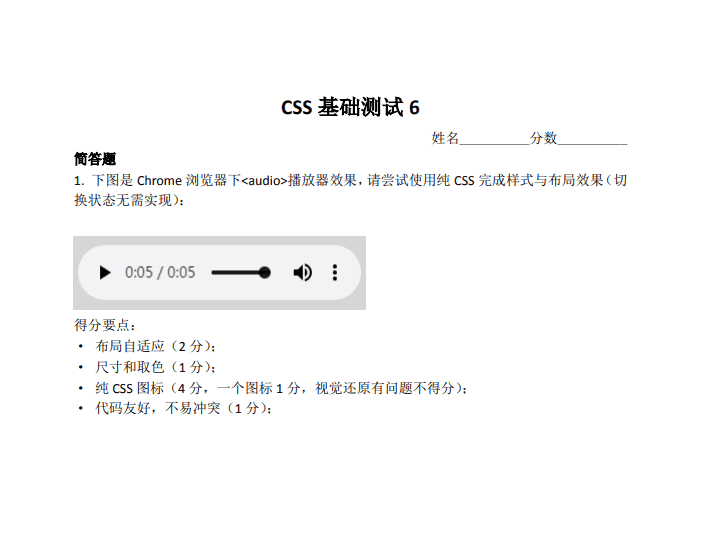 CSS 基础测试 6
姓名__________分数__________
简答题
1. 下图是 Chrome 浏览器下<audio>播放器效果，请尝试使用纯 CSS 完成样式与布局效果（切
换状态无需实现）：
0:05 / 0:05
得分要点：
• 布局自适应（2 分）；
• 尺寸和取色（1 分）；
• 纯 CSS 图标（4 分，一个图标 1 分，视觉还原有问题不得分）；
• 代码友好，不易冲突（1 分）；